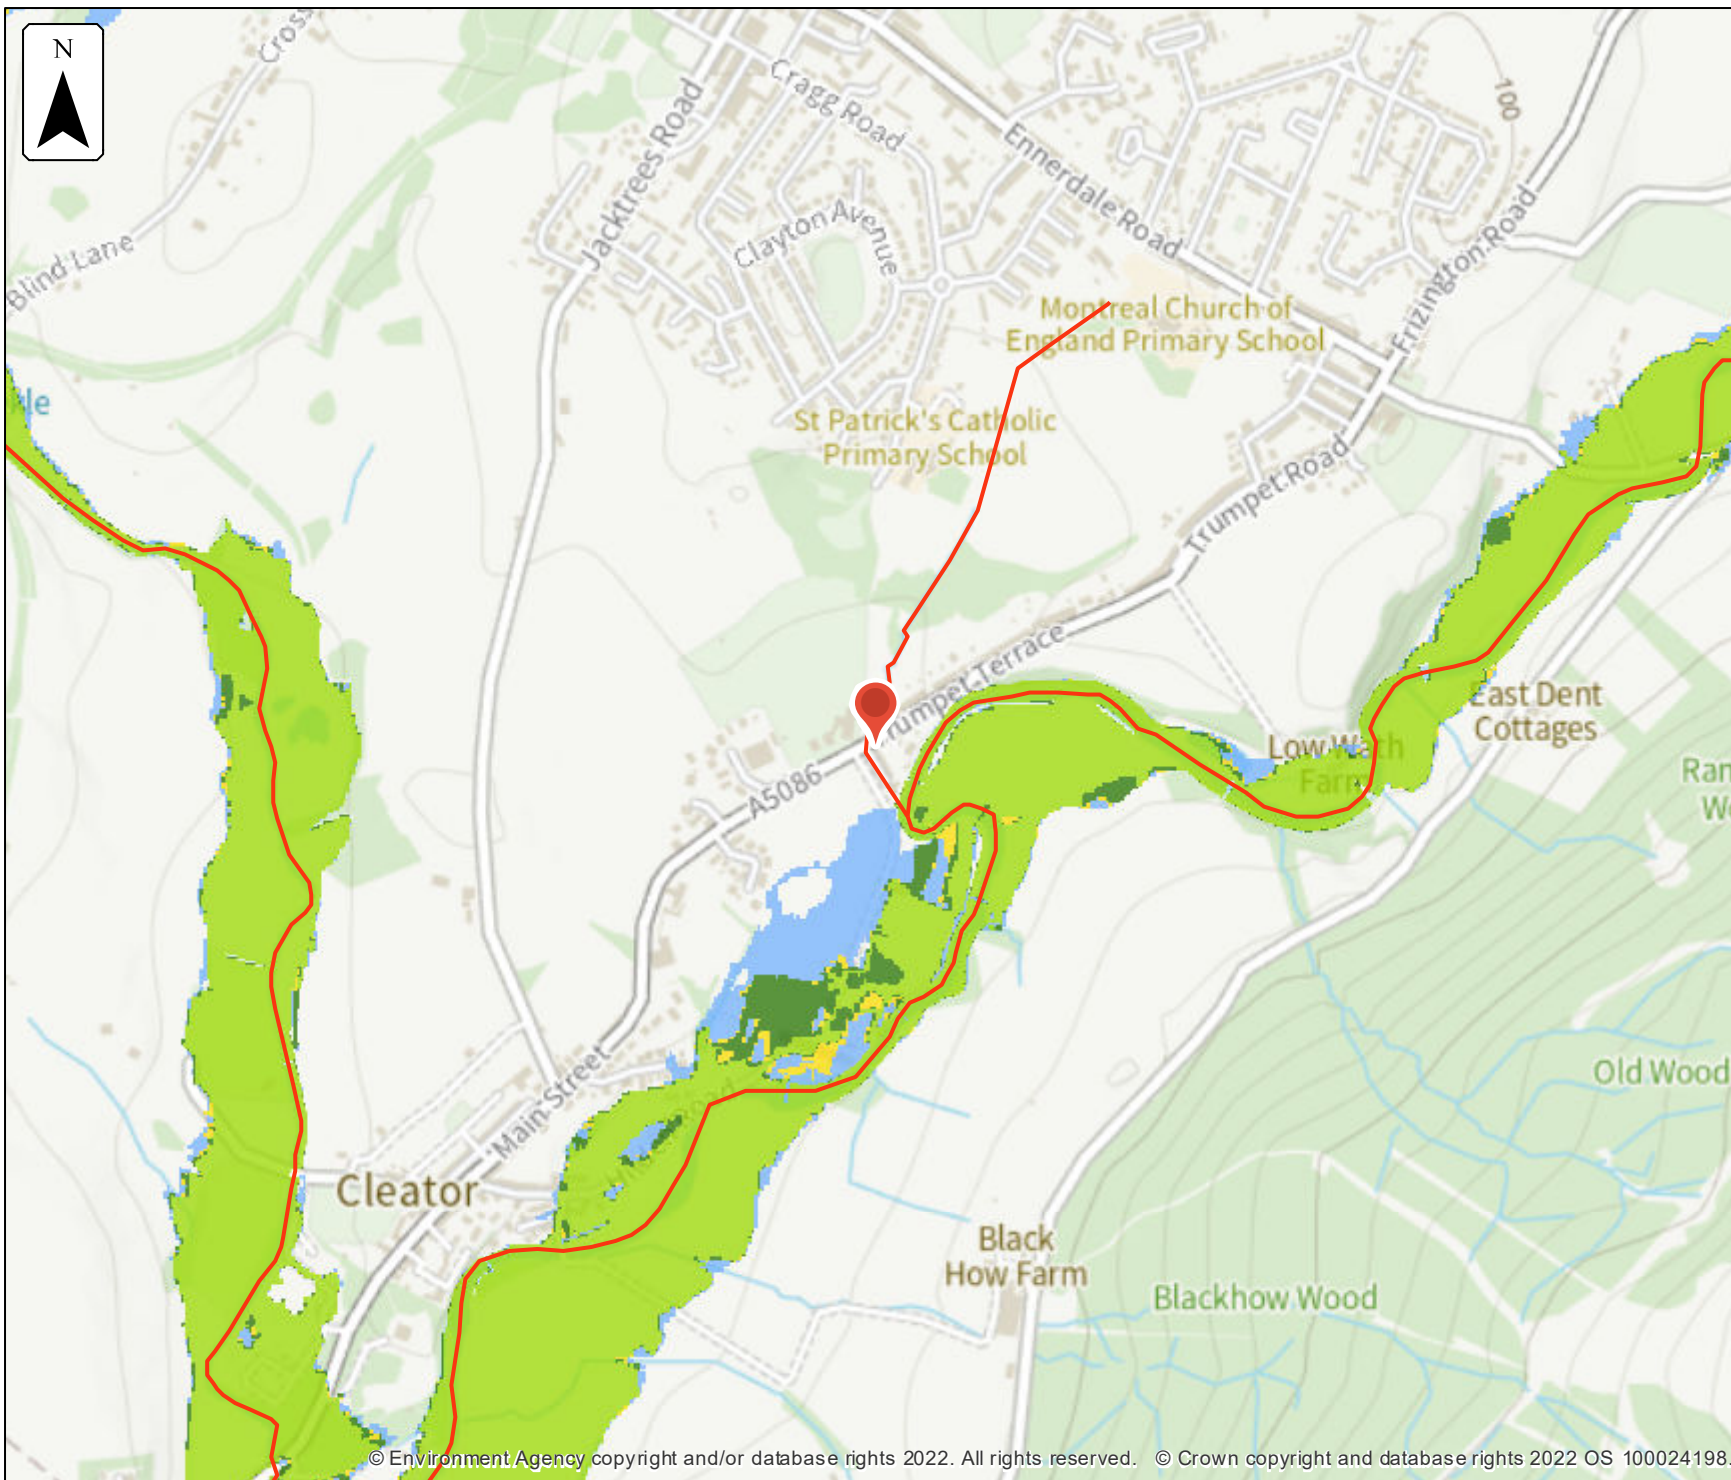 N
Cross
Cragg Road
100
Jacktrees Road
Ennerdale Road
Clayton Avenue
Blind Lane
Frizington Road
Montreal Church of
England Primary School
St Patrick's Catholic
Primary School
Trumpet Road
Trumpet Terrace
East Dent
Cottages
Low Wath
Farm
A5086
Main Street
Old Wood
Cleator
Black
How Farm
Blackhow Wood
© Environment Agency copyright and/or database rights 2022. All rights reserved. © Crown copyright and database rights 2022 OS 100024198